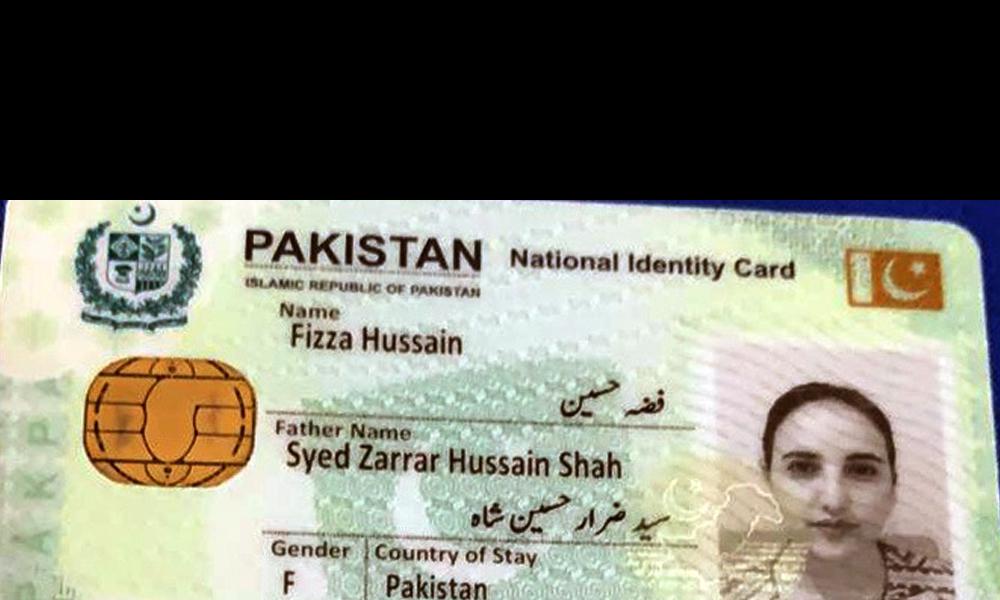 PAKISTAN National Identity Card
ISLAMIC REPUBLIC OF PAKISTAN
Name
Fizza Hussain
فضہ حسین
Father Name
Syed Zarrar Hussain Shah
سید ضرار حسین شاہ
Gender Country of Stay
F Pakistan